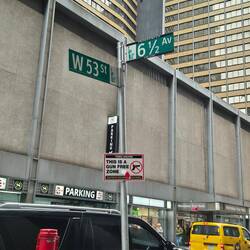 W 53 ST
6 1/2 AV
THIS IS A
GUN FREE
ZONE
PARKING